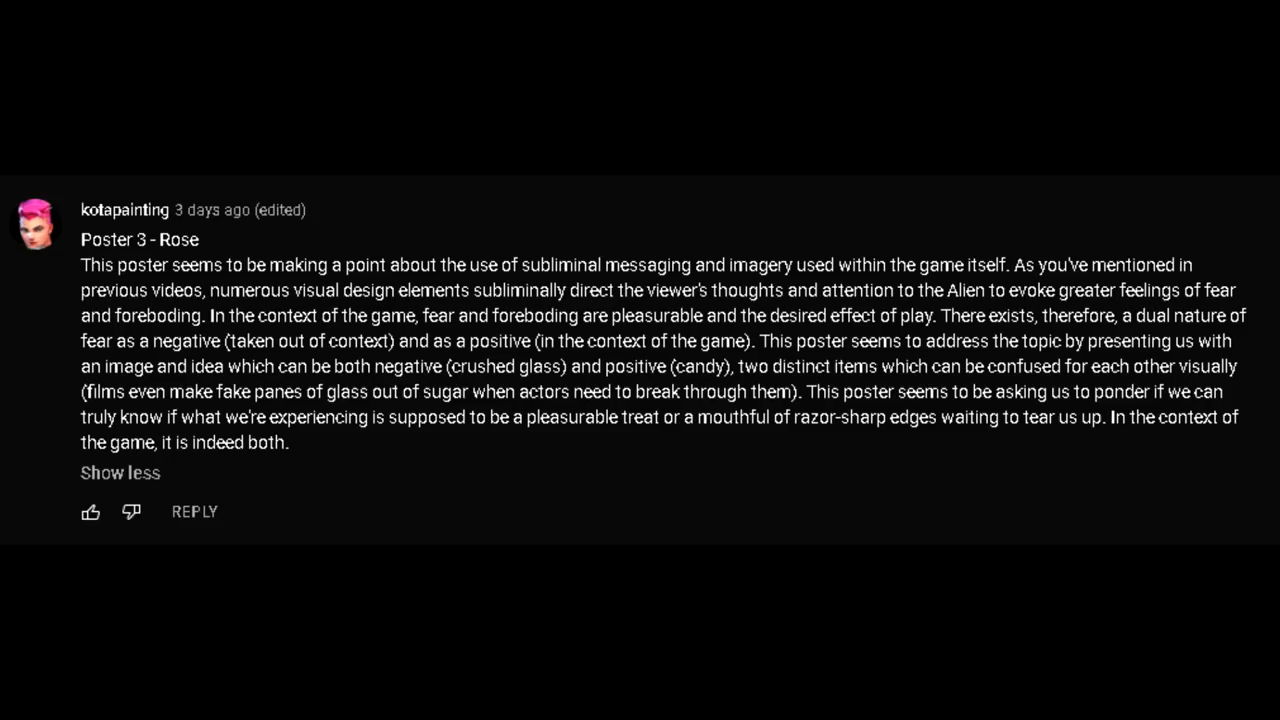 kotapainting 3 days ago (edited)
Poster 3 - Rose
This poster seems to be making a point about the use of subliminal messaging and imagery used within the game itself. As you've mentioned in
previous videos, numerous visual design elements subliminally direct the viewer's thoughts and attention to the Alien to evoke greater feelings of fear
and foreboding. In the context of the game, fear and foreboding are pleasurable and the desired effect of play. There exists, therefore, a dual nature of
fear as a negative (taken out of context) and as a positive (in the context of the game). This poster seems to address the topic by presenting us with
an image and idea which can be both negative (crushed glass) and positive (candy), two distinct items which can be confused for each other visually
(films even make fake panes of glass out of sugar when actors need to break through them). This poster seems to be asking us to ponder if we can
truly know if what we're experiencing is supposed to be a pleasurable treat or a mouthful of razor-sharp edges waiting to tear us up. In the context of
the game, it is indeed both.
Show less
REPLY